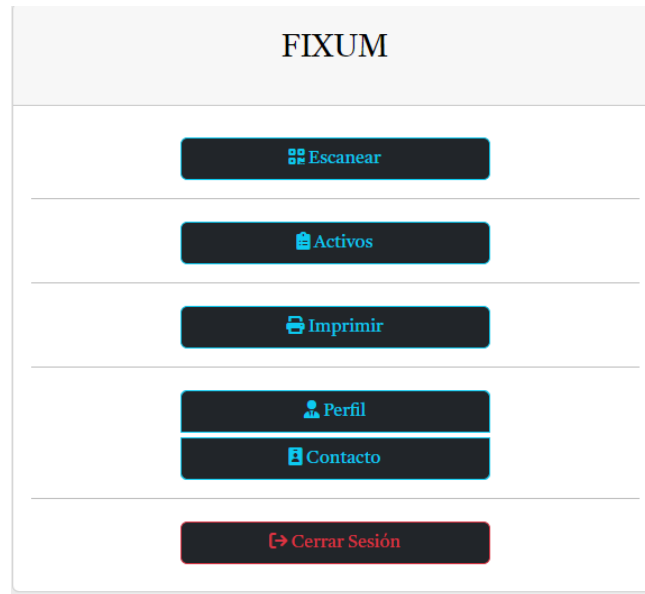 FIXUM
Escanear
Activos
Imprimir
Perfil
Contacto
Cerrar Sesión